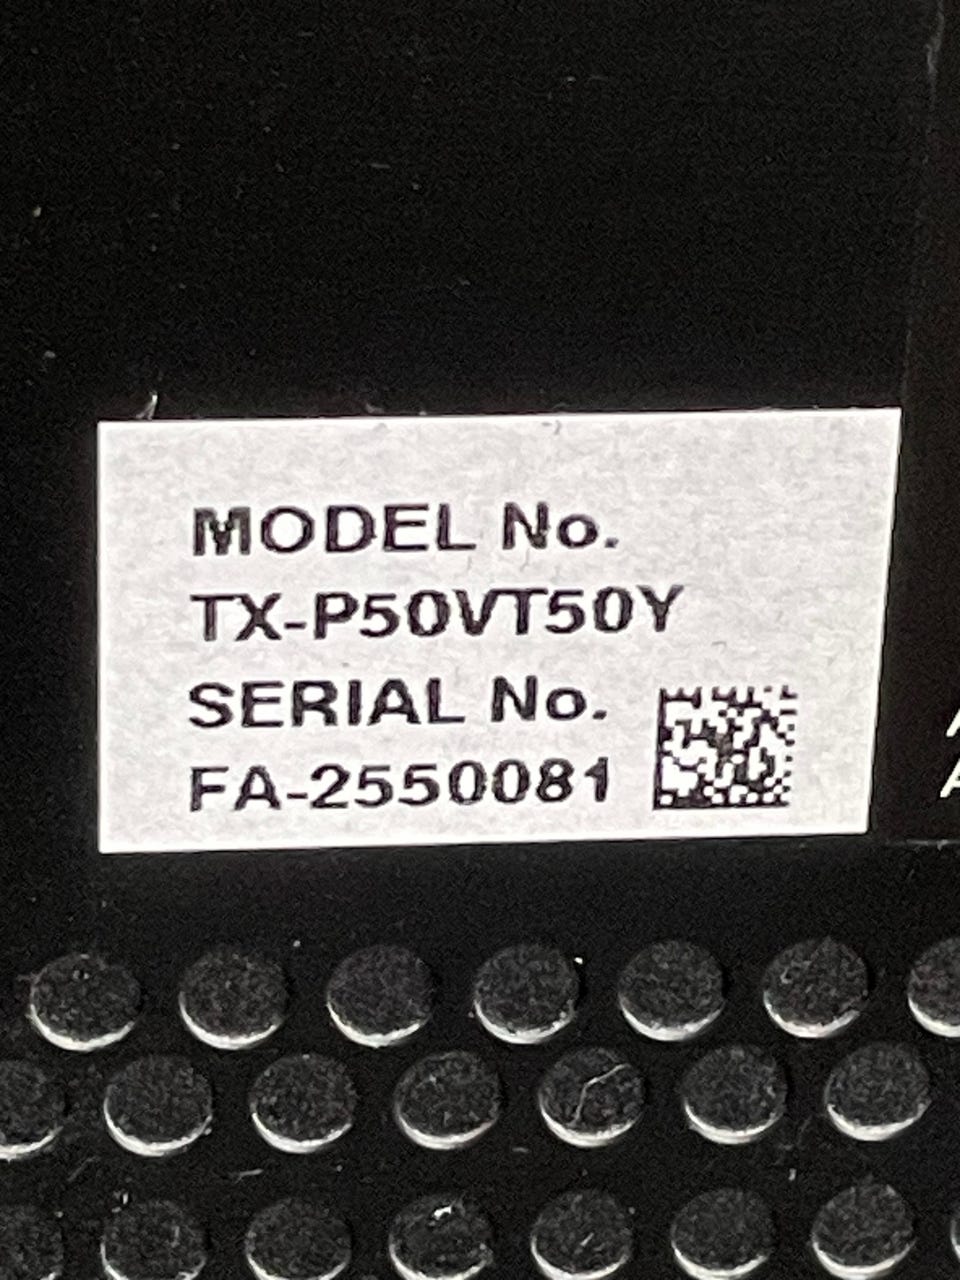 MODEL No.
TX-P50VT50Y
SERIAL No.
FA-2550081